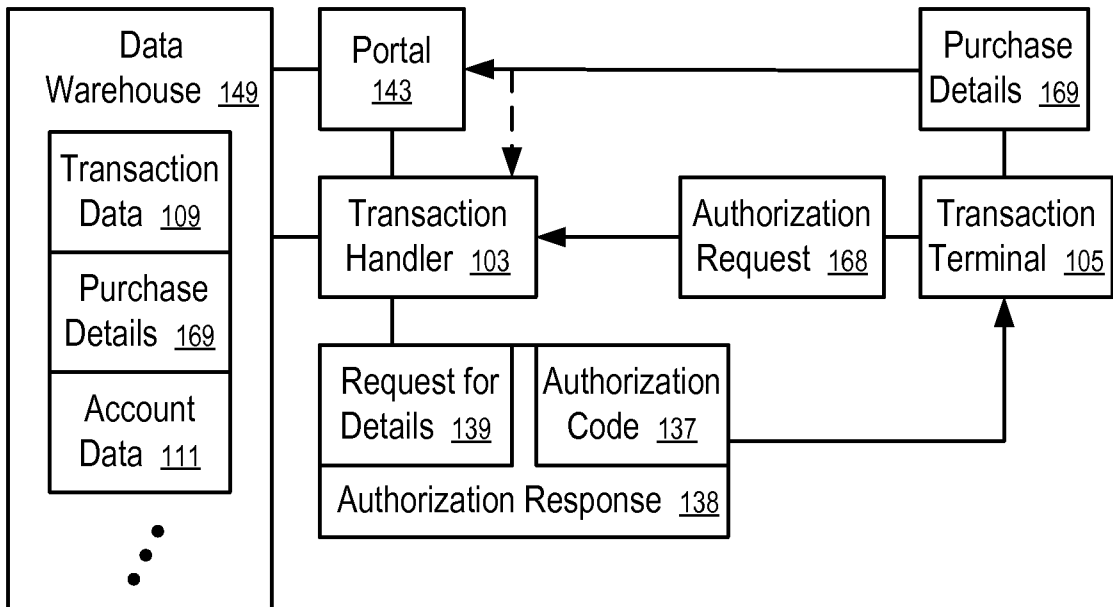 Data
Warehouse 149
Transaction
Data 109
Purchase
Details 169
Account
Data 111
Portal
143
Transaction
Handler 103
Request for
Details 139
Authorization
Code 137
Authorization Response 138
Authorization
Request 168
Purchase
Details 169
Transaction
Terminal 105